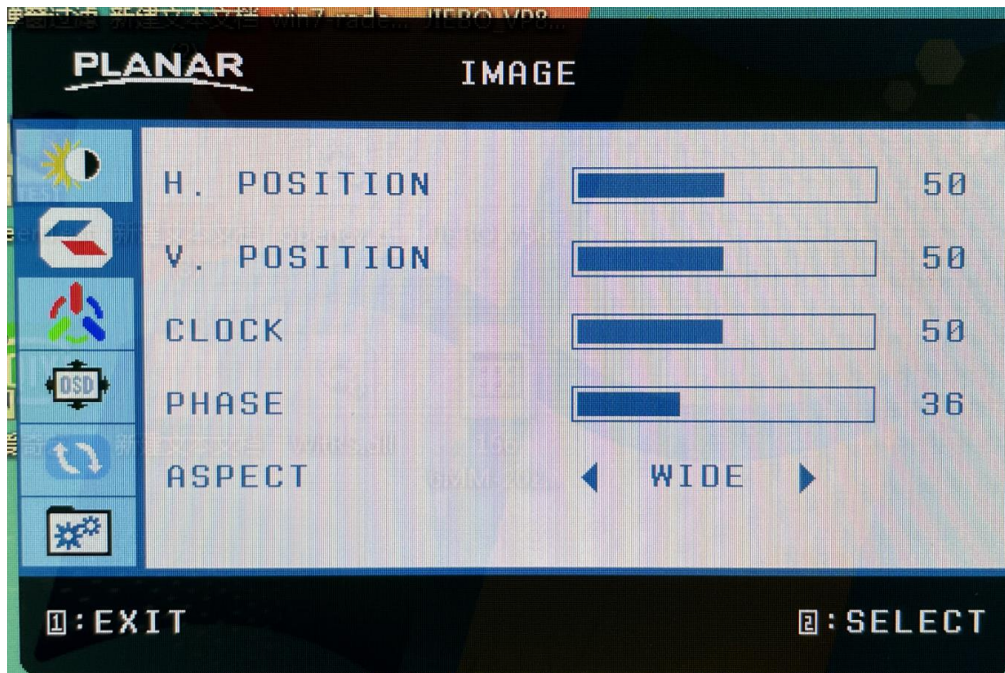 PLANAR
IMAGE
H. POSITION 50
V. POSITION 50
CLOCK 50
PHASE 36
ASPECT WIDE
OSD
1:EXIT
2:SELECT